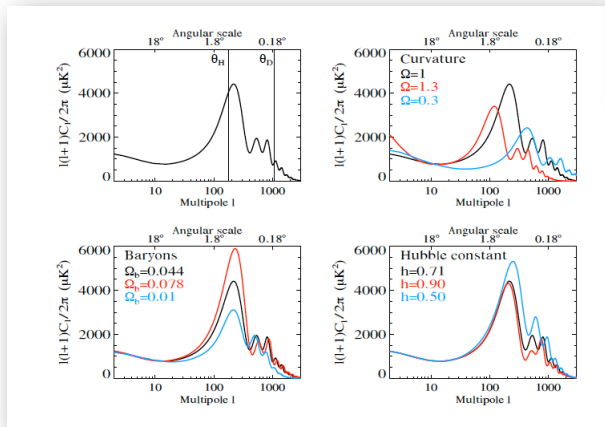 Angular scale
18° 1.8° 0.18°
6000
4000
2000
0
l(l+1)Cl/2π (μK²)
θH
θD
10 100 1000
Multipole l
Angular scale
18° 1.8° 0.18°
6000
4000
2000
0
l(l+1)Cl/2π (μK²)
Curvature
Ω=1
Ω=1.3
Ω=0.3
10 100 1000
Multipole l
Angular scale
18° 1.8° 0.18°
6000
4000
2000
0
l(l+1)Cl/2π (μK²)
Baryons
Ωb=0.044
Ωb=0.078
Ωb=0.01
10 100 1000
Multipole l
Angular scale
18° 1.8° 0.18°
6000
4000
2000
0
l(l+1)Cl/2π (μK²)
Hubble constant
h=0.71
h=0.90
h=0.50
10 100 1000
Multipole l